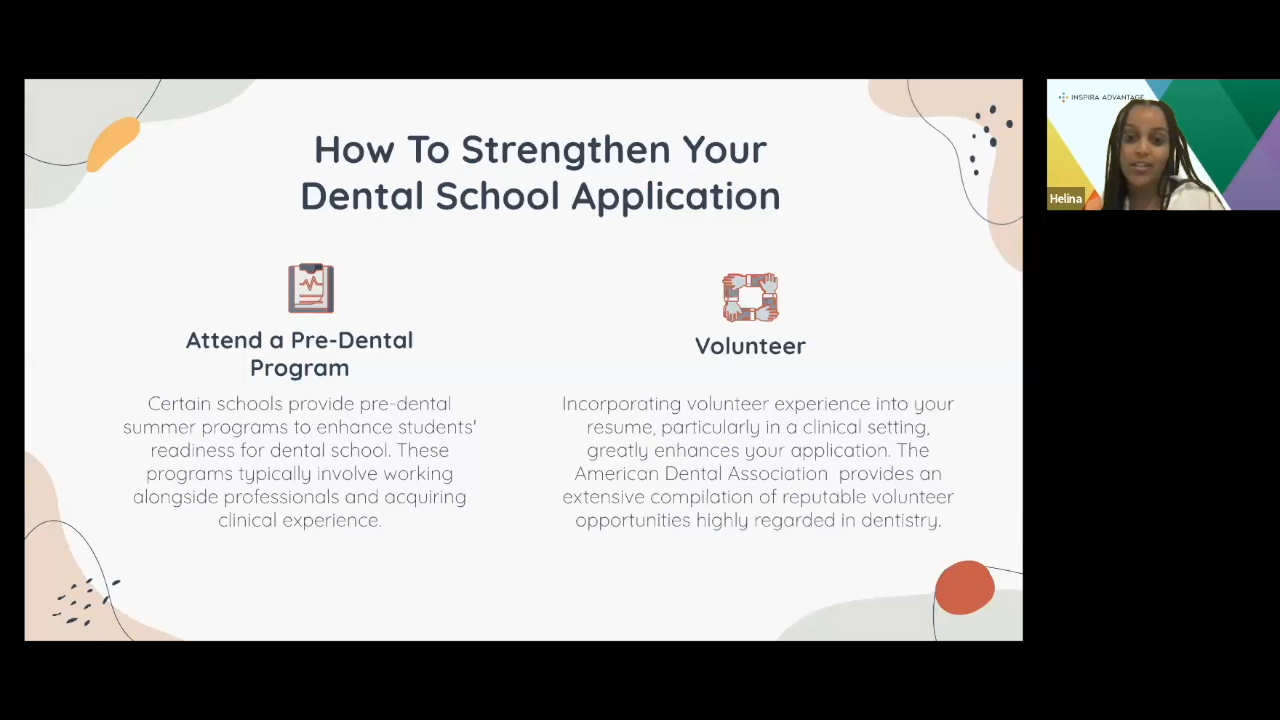 How To Strengthen Your
Dental School Application
Attend a Pre-Dental
Program
Certain schools provide pre-dental
summer programs to enhance students'
readiness for dental school. These
programs typically involve working
alongside professionals and acquiring
clinical experience.
Volunteer
Incorporating volunteer experience into your
resume, particularly in a clinical setting,
greatly enhances your application. The
American Dental Association provides an
extensive compilation of reputable volunteer
opportunities highly regarded in dentistry.
INSPIRA ADVANTAGE
Helina